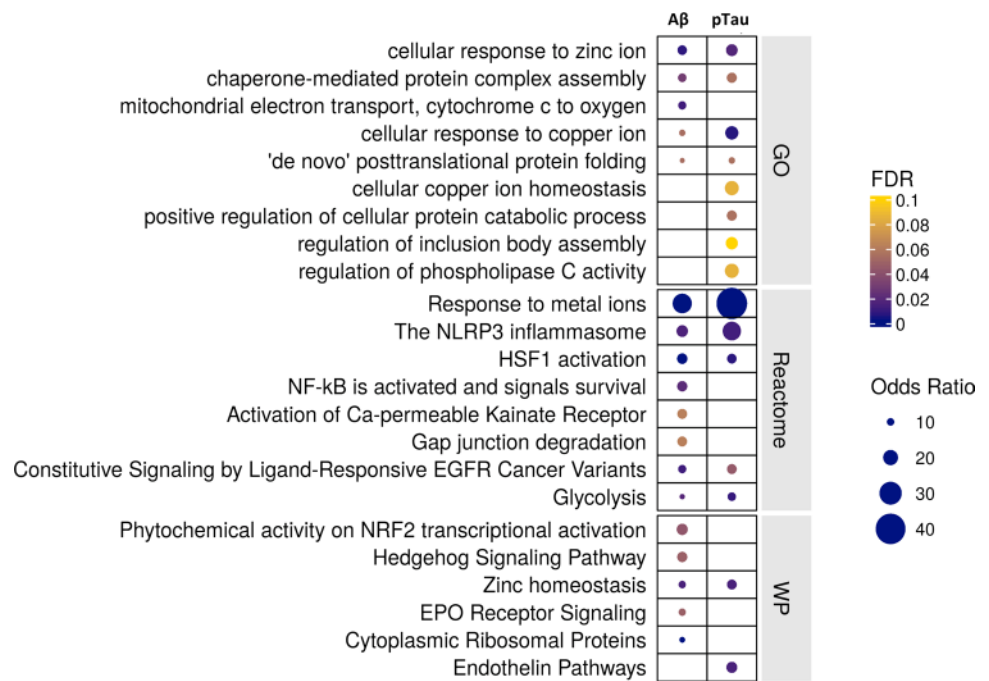 Aβ pTau
cellular response to zinc ion
chaperone-mediated protein complex assembly
mitochondrial electron transport, cytochrome c to oxygen
cellular response to copper ion
'de novo' posttranslational protein folding
cellular copper ion homeostasis
positive regulation of cellular protein catabolic process
regulation of inclusion body assembly
regulation of phospholipase C activity
GO
Response to metal ions
The NLRP3 inflammasome
HSF1 activation
NF-kB is activated and signals survival
Activation of Ca-permeable Kainate Receptor
Gap junction degradation
Constitutive Signaling by Ligand-Responsive EGFR Cancer Variants
Glycolysis
Reactome
Phytochemical activity on NRF2 transcriptional activation
Hedgehog Signaling Pathway
Zinc homeostasis
EPO Receptor Signaling
Cytoplasmic Ribosomal Proteins
Endothelin Pathways
WP
FDR
0.1
0.08
0.06
0.04
0.02
0
Odds Ratio
10
20
30
40